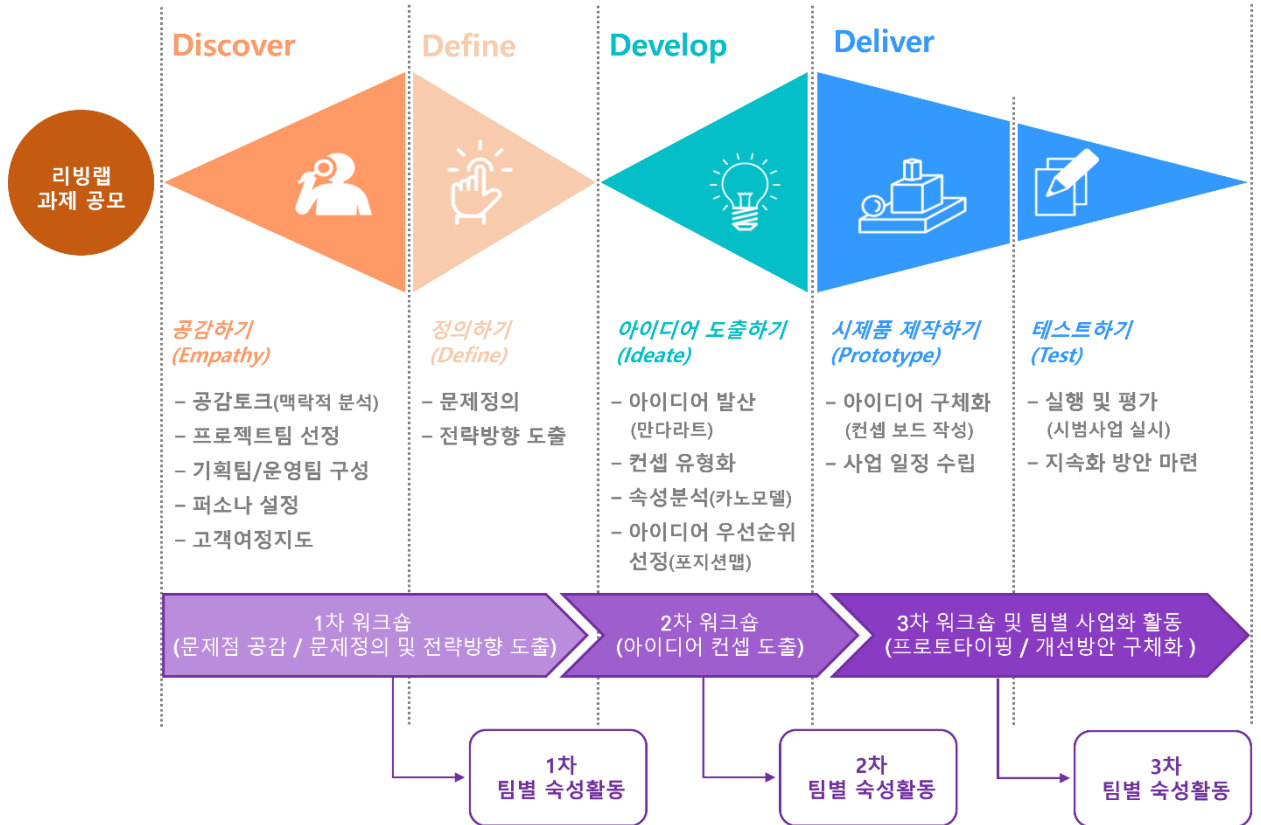 Discover
Define
Develop
Deliver
리빙랩
과제 공모
공감하기
(Empathy)
– 공감토크(맥락적 분석)
– 프로젝트팀 선정
– 기획팀/운영팀 구성
– 퍼소나 설정
– 고객여정지도
정의하기
(Define)
– 문제정의
– 전략방향 도출
아이디어 도출하기
(Ideate)
– 아이디어 발산
(만다라트)
– 컨셉 유형화
– 속성분석(카노모델)
– 아이디어 우선순위
선정(포지션맵)
시제품 제작하기
(Prototype)
– 아이디어 구체화
(컨셉 보드 작성)
– 사업 일정 수립
테스트하기
(Test)
– 실행 및 평가
(시범사업 실시)
– 지속화 방안 마련
1차 워크숍
(문제점 공감 / 문제정의 및 전략방향 도출)
2차 워크숍
(아이디어 컨셉 도출)
3차 워크숍 및 팀별 사업화 활동
(프로토타이핑 / 개선방안 구체화 )
1차
팀별 숙성활동
2차
팀별 숙성활동
3차
팀별 숙성활동